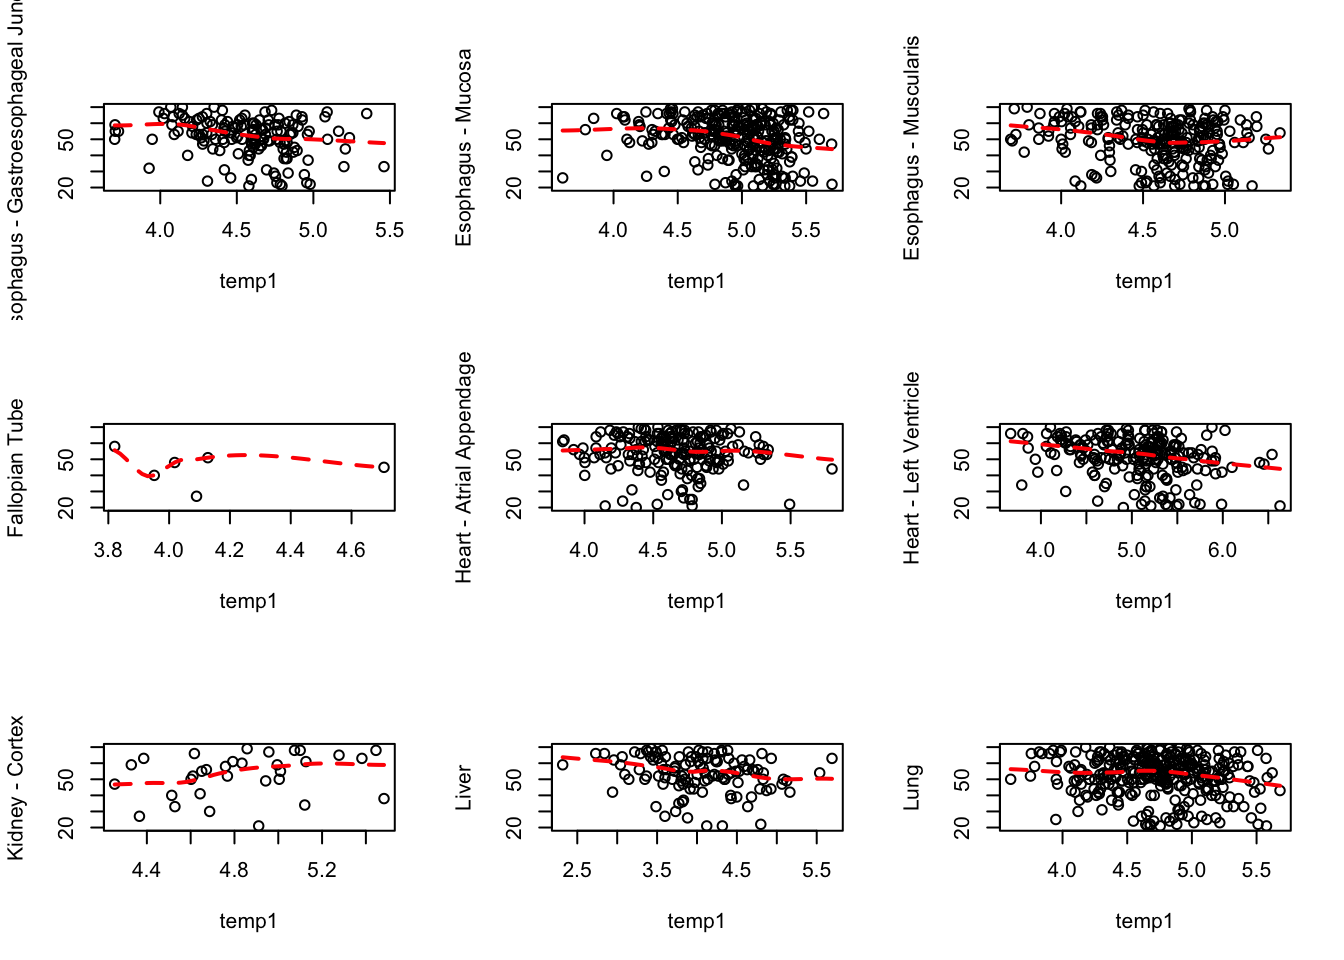 sophagus - Gastroesophageal Junc
20 50
4.0 4.5 5.0 5.5
temp1
Esophagus - Mucosa
20 50
4.0 4.5 5.0 5.5
temp1
Esophagus - Muscularis
20 50
4.0 4.5 5.0
temp1
Fallopian Tube
20 50
3.8 4.0 4.2 4.4 4.6
temp1
Heart - Atrial Appendage
20 50
4.0 4.5 5.0 5.5
temp1
Heart - Left Ventricle
20 50
4.0 5.0 6.0
temp1
Kidney - Cortex
20 50
4.4 4.8 5.2
temp1
Liver
20 50
2.5 3.5 4.5 5.5
temp1
Lung
20 50
4.0 4.5 5.0 5.5
temp1